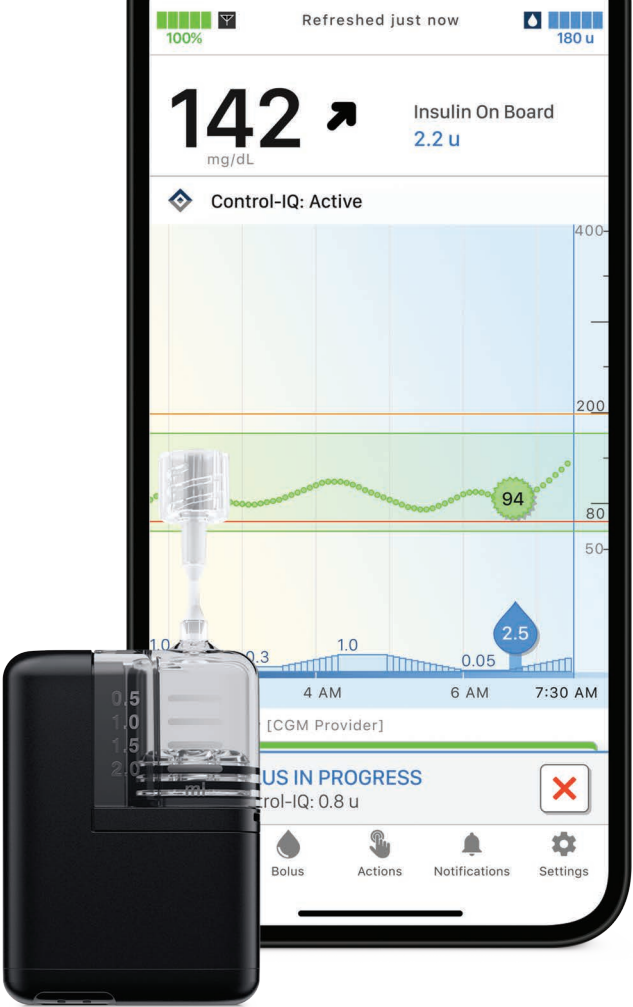 Refreshed just now
100%
180 u
142
mg/dL
Insulin On Board
2.2 u
Control-IQ: Active
400
200
94
80
50
2.5
1.0
0.3
1.0
0.05
4 AM
6 AM
7:30 AM
[CGM Provider]
US IN PROGRESS
rol-IQ: 0.8 u
Bolus
Actions
Notifications
Settings
0.5
1.0
1.5
2.0
ml